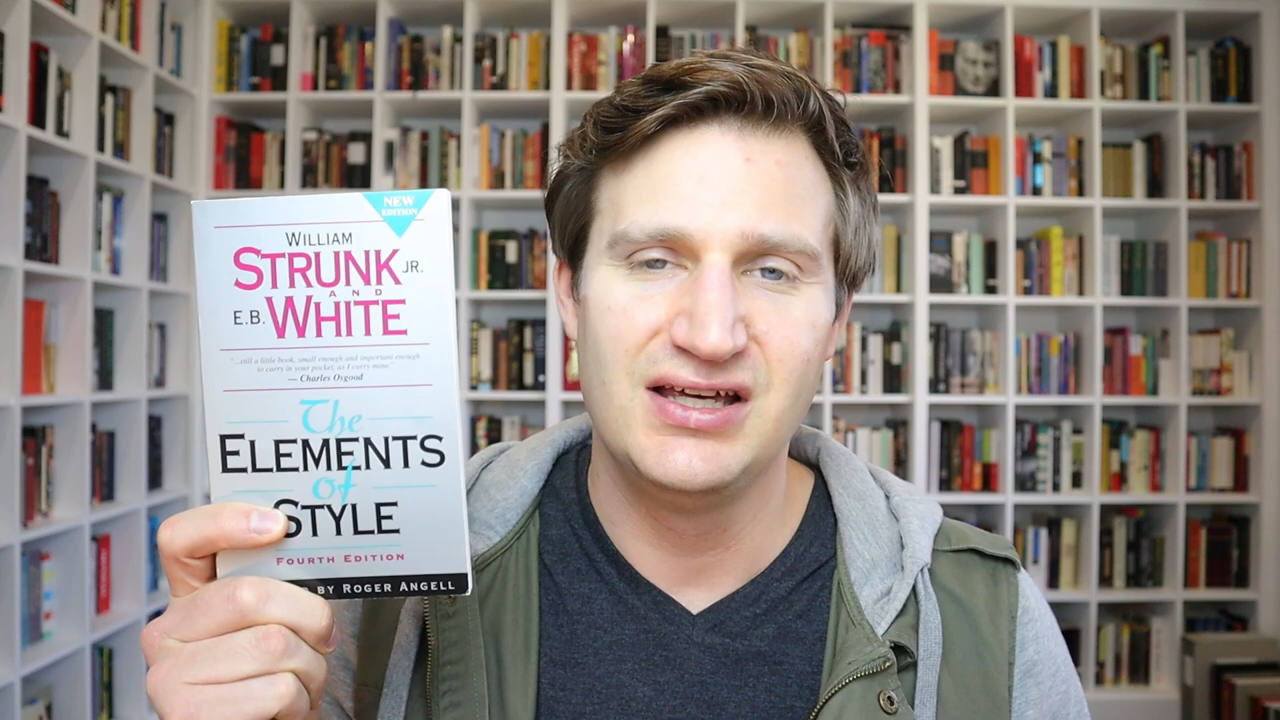 NEW
EDITION
WILLIAM
STRUNK JR.
AND
E.B. WHITE
"...still a little book, small enough and important enough
to carry in your pocket, as I carry mine."
— Charles Osgood
The
ELEMENTS
of
STYLE
FOURTH EDITION
BY ROGER ANGELL